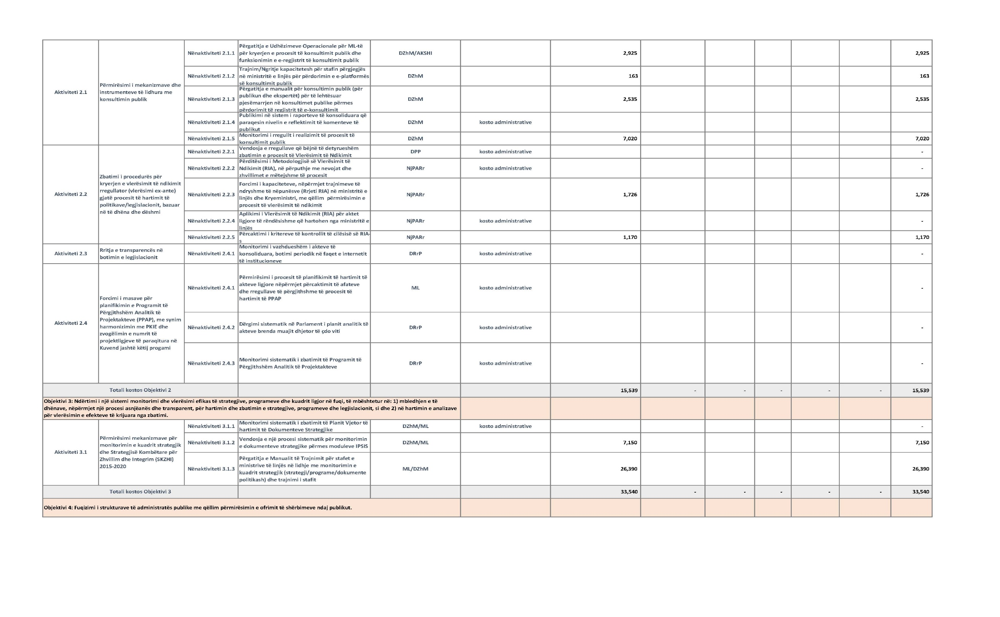 Aktiviteti 2.1
Përmirësimi i mekanizmave dhe
instrumenteve të lidhura me
konsultimin publik
Nënaktiviteti 2.1.1
Përgatitja e Udhëzimeve Operacionale për ML-të
për kryerjen e procesit të konsultimit publik dhe
funksionimin e e-regjistrit të konsultimit publik
DZhM/AKSHI
2,925
2,925
Nënaktiviteti 2.1.2
Trajnim/Ngritje kapacitetesh për stafin përgjegjës
në ministritë e linjës për përdorimin e e-platformës
së konsultimit publik
DZhM
163
163
Nënaktiviteti 2.1.3
Përgatitja e manualit për konsultimin publik (për
publikun dhe ekspertët) për të lehtësuar
pjesëmarrjen në konsultimet publike përmes
përdorimit të regjistrit të e-konsultimit
DZhM
2,535
2,535
Nënaktiviteti 2.1.4
Publikimi në sistem i raporteve të konsoliduara që
paraqesin nivelin e reflektimit të komenteve të
publikut
DZhM
kosto administrative
Nënaktiviteti 2.1.5
Monitorimi i rregullt i realizimit të procesit të
konsultimit publik
DZhM
7,020
7,020
Aktiviteti 2.2
Zbatimi i procedurës për
kryerjen e vlerësimit të ndikimit
rregullator (vlerësimi ex-ante)
gjatë procesit të hartimit të
politikave/legjislacionit, bazuar
në të dhëna dhe dëshmi
Nënaktiviteti 2.2.1
Vendosja e rregullave që bëjnë të detyrueshëm
zbatimin e procesit të Vlerësimit të Ndikimit
DPP
kosto administrative
-
Nënaktiviteti 2.2.2
Përditësimi i Metodologjisë së Vlerësimit të
Ndikimit (RIA), në përputhje me nevojat dhe
zhvillimet e mëtejshme të procesit
NjPARr
kosto administrative
-
Nënaktiviteti 2.2.3
Forcimi i kapaciteteve, nëpërmjet trajnimeve të
ndryshme të nëpunësve (Rrjeti RIA) në ministritë e
linjës dhe Kryeministri, me qëllim  përmirësimin e
procesit të vlerësimit të ndikimit
NjPARr
1,726
1,726
Nënaktiviteti 2.2.4
Aplikimi i Vlerësimit të Ndikimit (RIA) për aktet
ligjore të rëndësishme që hartohen nga ministritë e
linjës
NjPARr
kosto administrative
-
Nënaktiviteti 2.2.5
Përcaktimi i kritereve të kontrollit të cilësisë së RIA-
s
NjPARr
1,170
1,170
Aktiviteti 2.3
Rritja e transparencës në
botimin e legjislacionit
Nënaktiviteti 2.4.1
Monitorimi i vazhdueshëm i akteve të
konsoliduara, botimi periodik në faqet e internetit
të institucioneve
DRrP
kosto administrative
-
Aktiviteti 2.4
Forcimi i masave për
planifikimin e Programit të
Përgjithshëm Analitik të
Projektakteve (PPAP), me synim
harmonizimin me PKIE dhe
zvogëlimin e numrit të
projektligjeve të paraqitura në
Kuvend jashtë këtij progami
Nënaktiviteti 2.4.1
Përmirësimi i procesit të planifikimit të hartimit të
akteve ligjore nëpërmjet përcaktimit të afateve
dhe rregullave të përgjithshme të procesit të
hartimit të PPAP
ML
kosto administrative
-
Nënaktiviteti 2.4.2
Dërgimi sistematik në Parlament i planit analitik të
akteve brenda muajit dhjetor të çdo viti
DRrP
kosto administrative
-
Nënaktiviteti 2.4.3
Monitorimi sistematik i zbatimit të Programit të
Përgjithshëm Analitik të Projektakteve
DRrP
kosto administrative
-
Totali kostos Objektivi 2
15,539 - - - - - 15,539
Objektivi 3: Ndërtimi i një sistemi monitorimi dhe vlerësimi efikas të strategjive, programeve dhe kuadrit ligjor në fuqi, të mbështetur në: 1) mbledhjen e të
dhënave, nëpërmjet një procesi asnjëanës dhe transparent, për hartimin dhe zbatimin e strategjive, programeve dhe legjislacionit, si dhe 2) në hartimin e analizave
për vlerësimin e efekteve të krijuara nga zbatimi.
Aktiviteti 3.1
Përmirësimi mekanizmave për
monitorimin e kuadrit strategjik
dhe Strategjisë Kombëtare për
Zhvillim dhe Integrim (SKZHI)
2015-2020
Nënaktiviteti 3.1.1
Monitorimi sistematik i zbatimit të Planit Vjetor të
hartimit të Dokumenteve Strategjike
DZhM/ML
kosto administrative
-
Nënaktiviteti 3.1.2
Vendosja e një procesi sistematik për monitorimin
e dokumenteve strategjike përmes moduleve IPSIS
DZhM/ML
7,150
7,150
Nënaktiviteti 3.1.3
Përgatitja e Manualit të Trajnimit për stafet e
ministrive të linjës në lidhje me monitorimin e
kuadrit strategjik (strategji/programe/dokumente
politikash) dhe trajnimi i stafit
ML/DZhM
26,390
26,390
Totali kostos Objektivi 3
33,540 - - - - - 33,540
Objektivi 4: Fuqizimi i strukturave të administratës publike me qëllim përmirësimin e ofrimit të shërbimeve ndaj publikut.